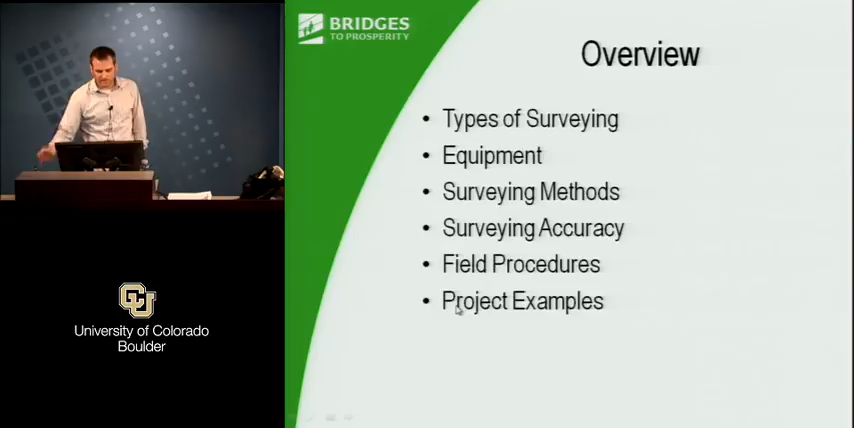 BRIDGES
TO PROSPERITY
Overview
• Types of Surveying
• Equipment
• Surveying Methods
• Surveying Accuracy
• Field Procedures
• Project Examples
CU
University of Colorado
Boulder